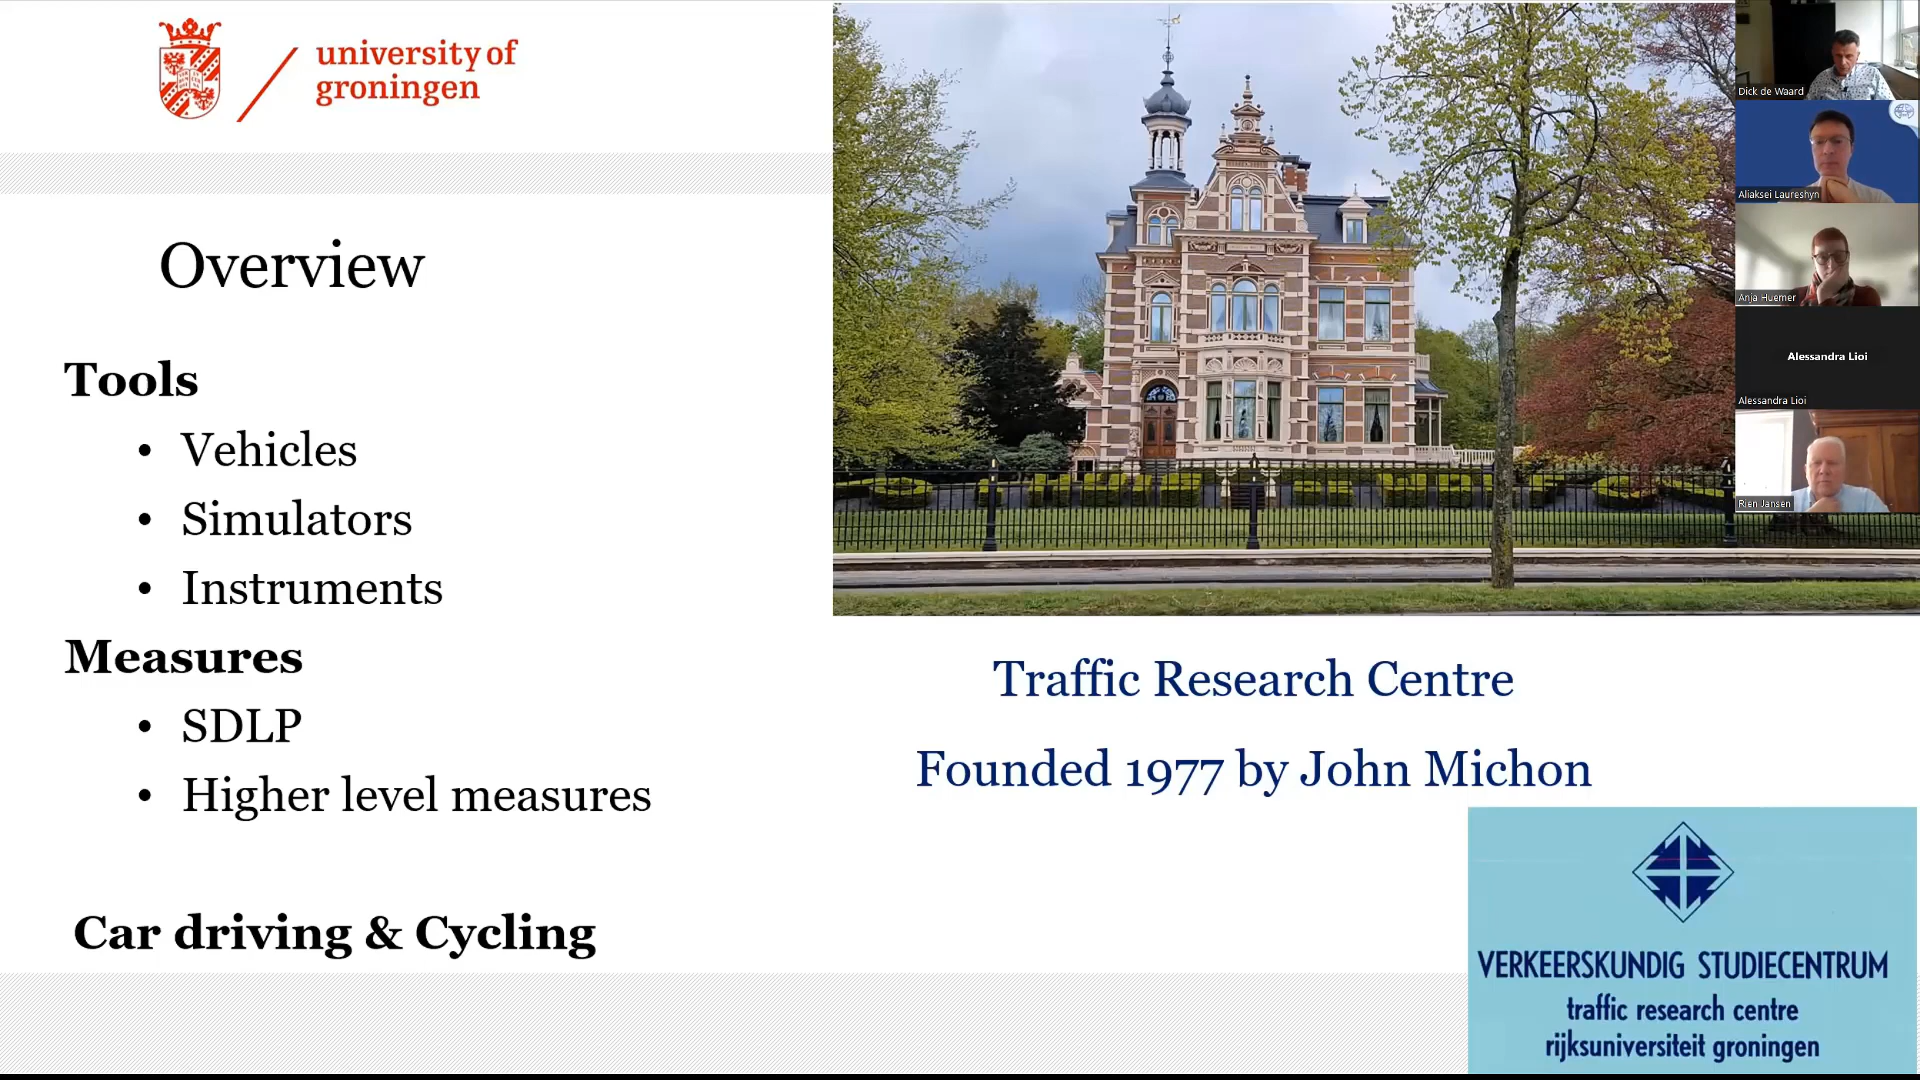 university of
groningen
Overview
Tools
• Vehicles
• Simulators
• Instruments
Measures
• SDLP
• Higher level measures
Car driving & Cycling
Traffic Research Centre
Founded 1977 by John Michon
VERKEERSKUNDIG STUDIECENTRUM
traffic research centre
rijksuniversiteit groningen
Dick de Waard
Aliaksei Laureshyn
Anja Huemer
Alessandra Lioi
Alessandra Lioi
Rien Jansen